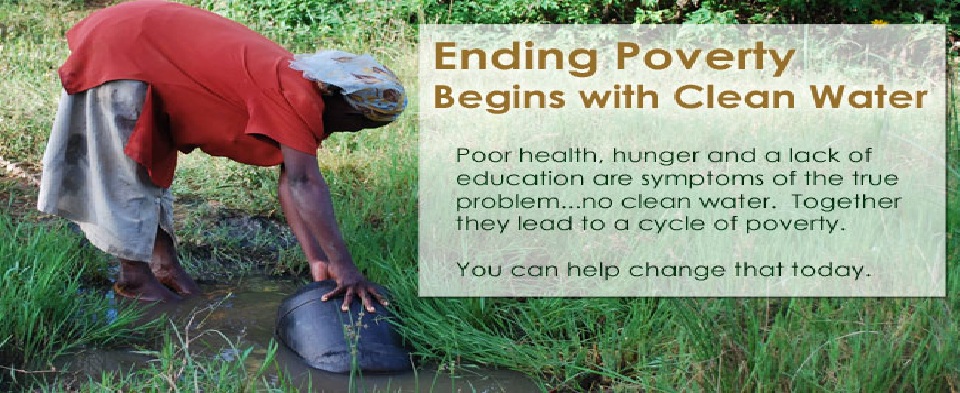 Ending Poverty
Begins with Clean Water
Poor health, hunger and a lack of
education are symptoms of the true
problem...no clean water.  Together
they lead to a cycle of poverty.
You can help change that today.